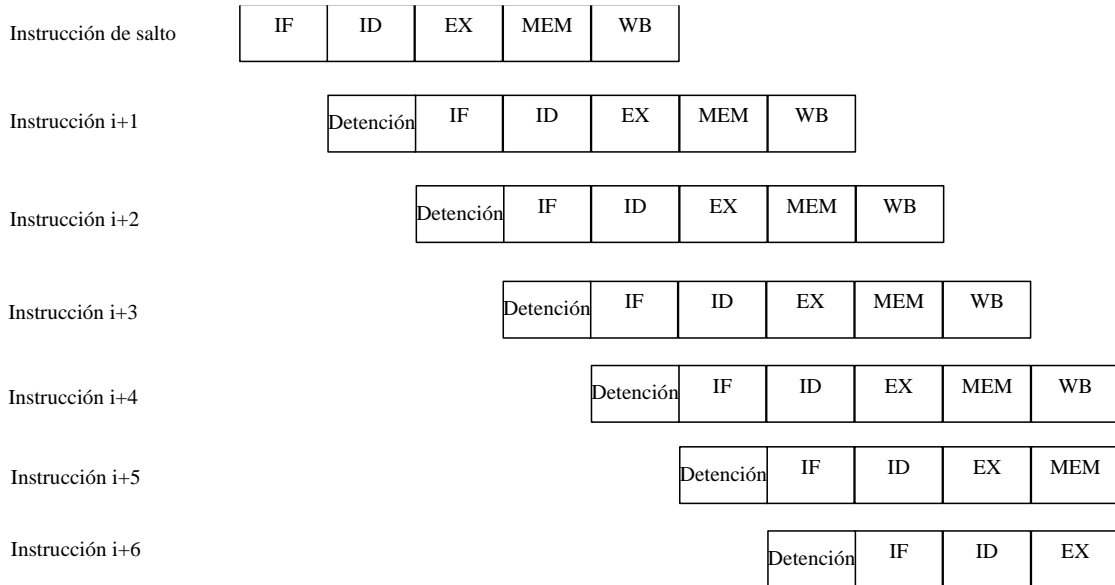 Instrucción de salto IF ID EX MEM WB
Instrucción i+1 Detención IF ID EX MEM WB
Instrucción i+2 Detención IF ID EX MEM WB
Instrucción i+3 Detención IF ID EX MEM WB
Instrucción i+4 Detención IF ID EX MEM WB
Instrucción i+5 Detención IF ID EX MEM
Instrucción i+6 Detención IF ID EX